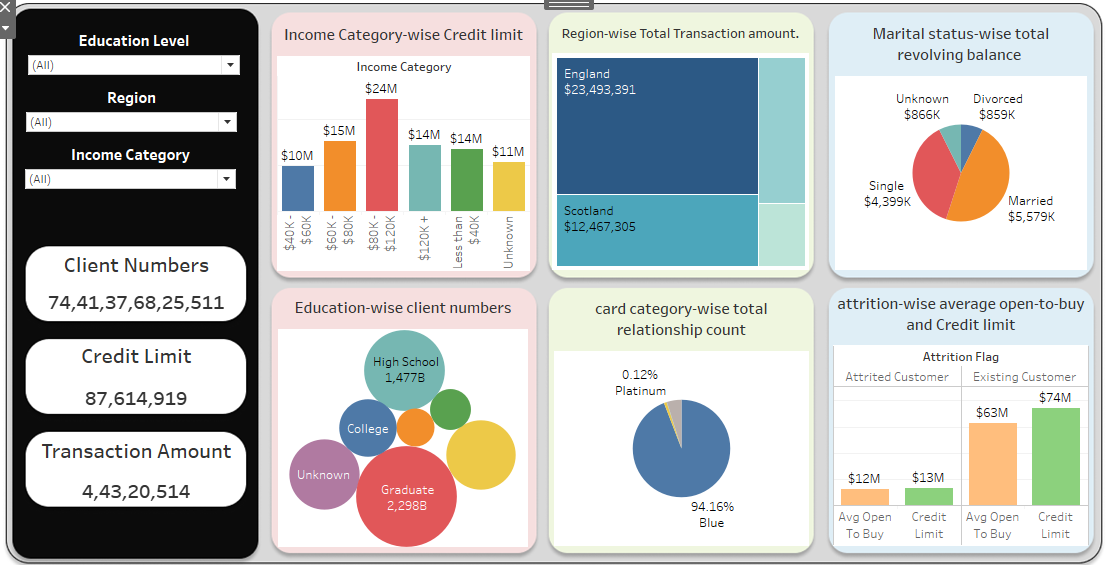 Education Level
(All)
Region
(All)
Income Category
(All)
Client Numbers
74,41,37,68,25,511
Credit Limit
87,614,919
Transaction Amount
4,43,20,514
Income Category-wise Credit limit
Income Category
$10M
$15M
$24M
$14M
$14M
$11M
$40K -
$60K
$60K -
$80K
$80K -
$120K
$120K +
Less than
$40K
Unknown
Region-wise Total Transaction amount.
England
$23,493,391
Scotland
$12,467,305
Marital status-wise total
revolving balance
Unknown
$866K
Divorced
$859K
Single
$4,399K
Married
$5,579K
Education-wise client numbers
High School
1,477B
College
Unknown
Graduate
2,298B
card category-wise total
relationship count
0.12%
Platinum
94.16%
Blue
attrition-wise average open-to-buy
and Credit limit
Attrition Flag
Attrited Customer
Existing Customer
$12M
$13M
$63M
$74M
Avg Open
To Buy
Credit
Limit
Avg Open
To Buy
Credit
Limit